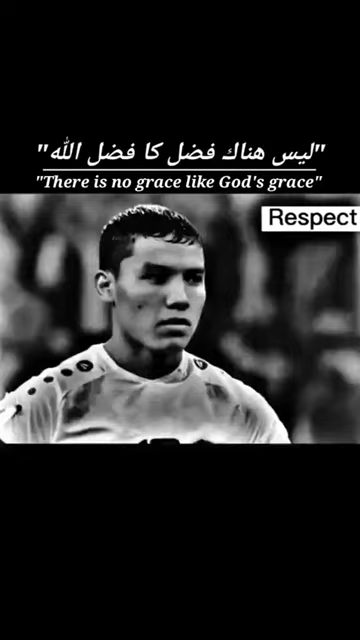 "ليس هناك فضل كا فضل الله"
"There is no grace like God's grace"
Respect